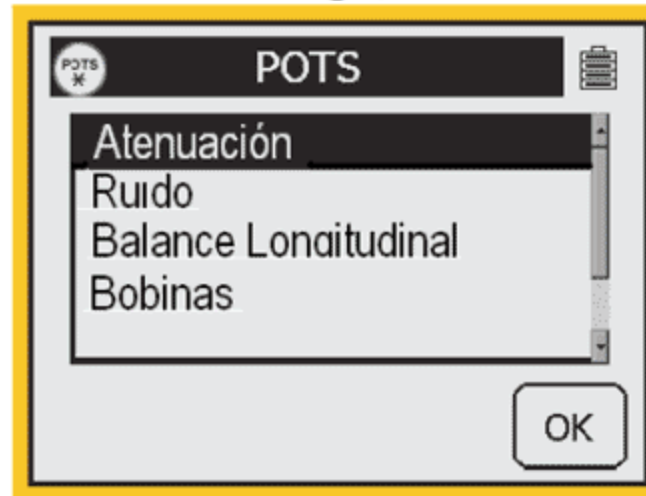 POTS
POTS
Atenuación
Ruido
Balance Longitudinal
Bobinas
OK